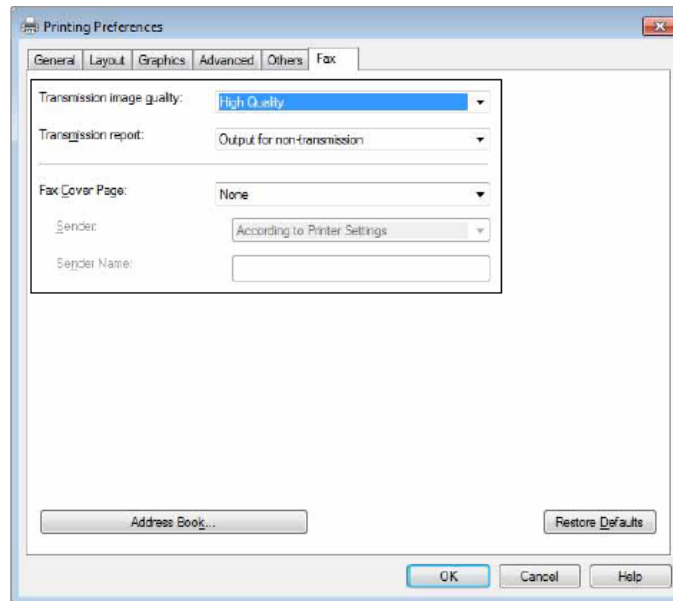 Printing Preferences
General Layout Graphics Advanced Others Fax
Transmission image quality: High Quality
Transmission report: Output for non-transmission
Fax Cover Page: None
Sender: According to Printer Settings
Sender Name:
Address Book... Restore Defaults
OK Cancel Help